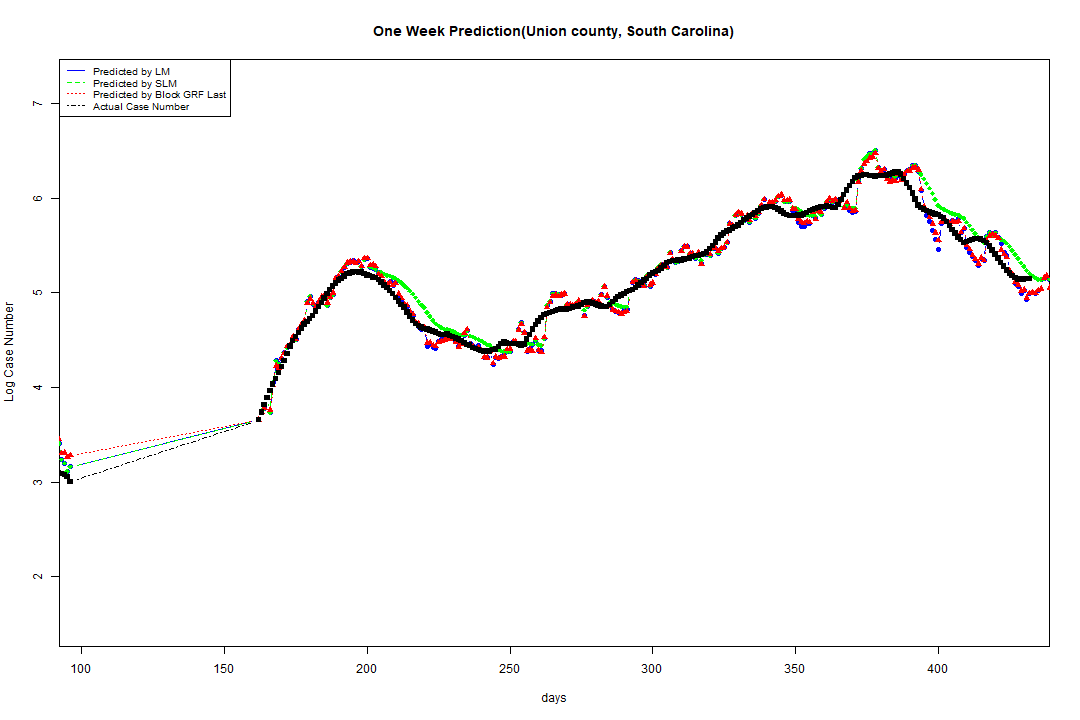 One Week Prediction(Union county, South Carolina)
Predicted by LM
Predicted by SLM
Predicted by Block GRF Last
Actual Case Number
7
6
5
4
3
2
Log Case Number
100 150 200 250 300 350 400
days